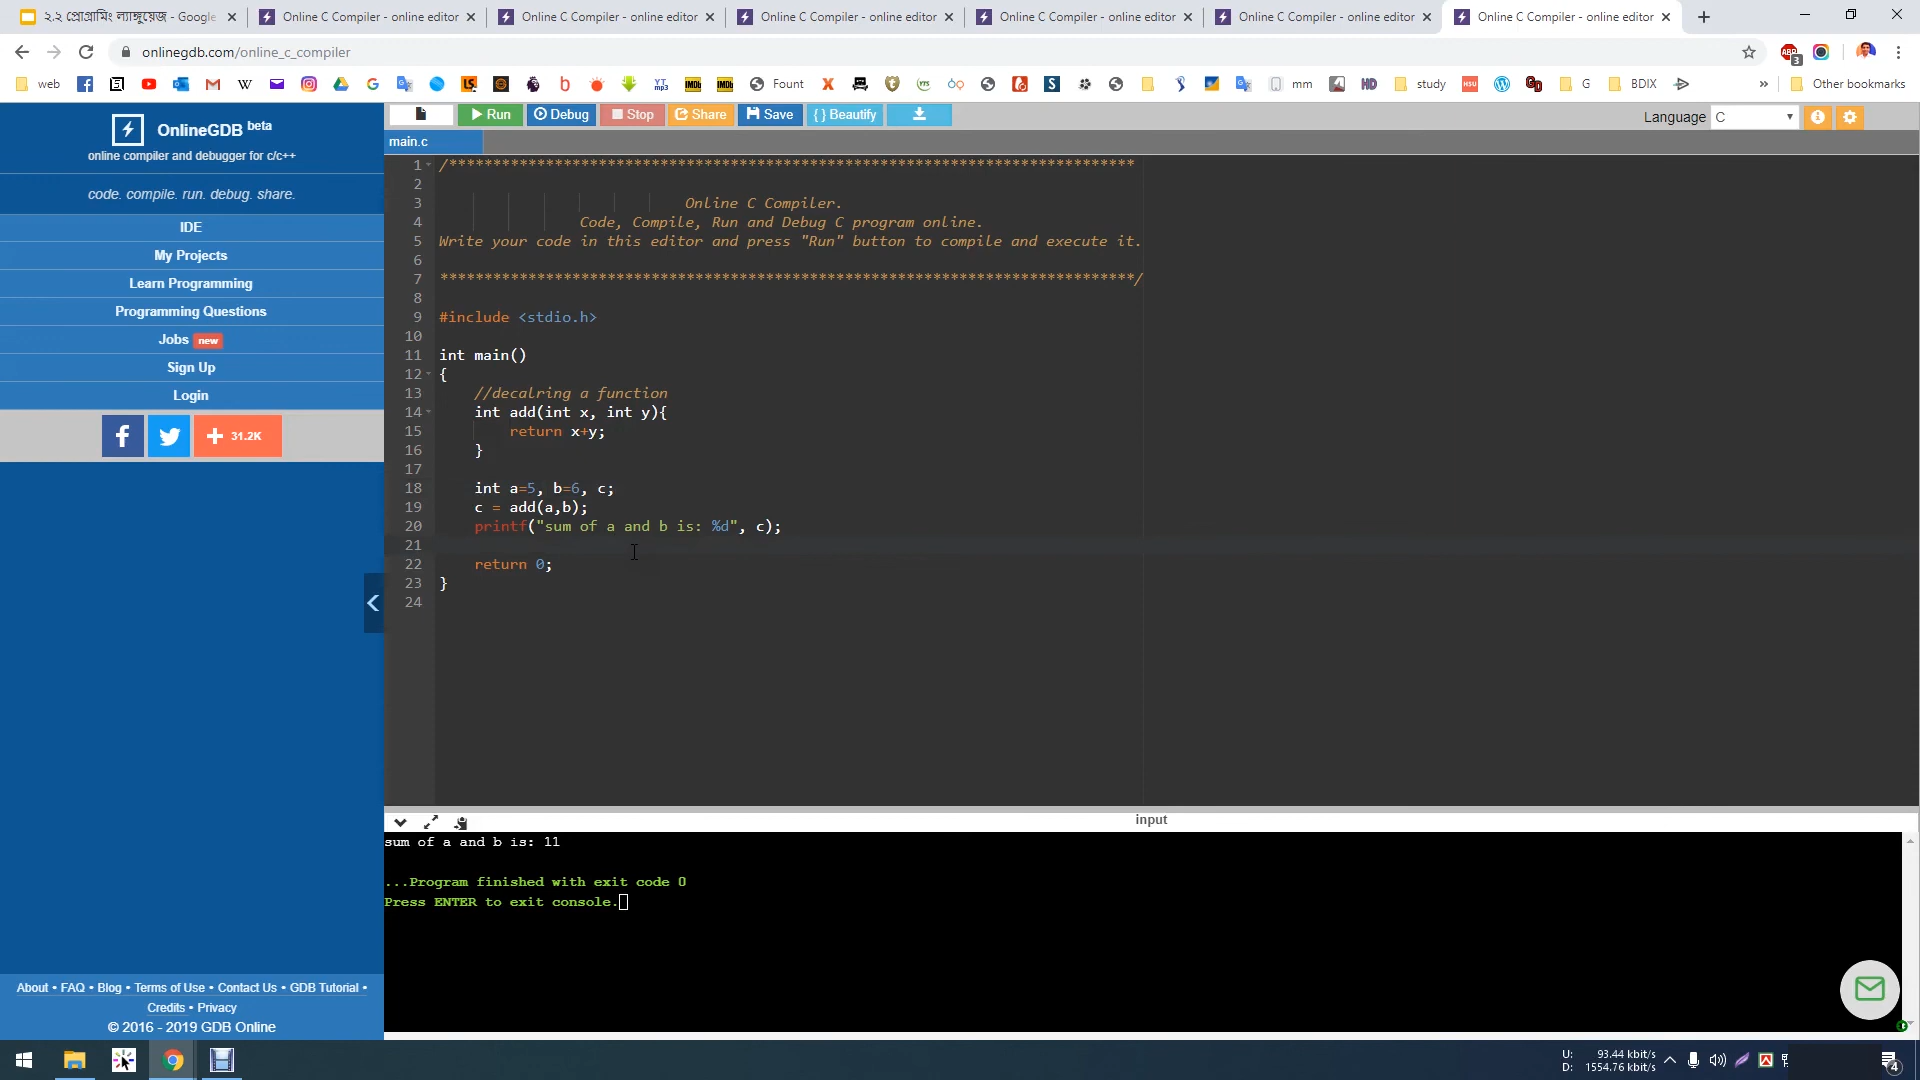 ২.২ প্রোগ্রামিং ল্যাঙ্গুয়েজ - Google
Online C Compiler - online editor
Online C Compiler - online editor
Online C Compiler - online editor
Online C Compiler - online editor
Online C Compiler - online editor
Online C Compiler - online editor
onlinegdb.com/online_c_compiler
web
Fount
mm
study
G
BDIX
Other bookmarks
OnlineGDB beta
online compiler and debugger for c/c++
code. compile. run. debug. share.
IDE
My Projects
Learn Programming
Programming Questions
Jobs new
Sign Up
Login
31.2K
About • FAQ • Blog • Terms of Use • Contact Us • GDB Tutorial •
Credits • Privacy
© 2016 - 2019 GDB Online
Run Debug Stop Share Save { } Beautify
Language C
main.c
1 /******************************************************************************
2
3 Online C Compiler.
4 Code, Compile, Run and Debug C program online.
5 Write your code in this editor and press "Run" button to compile and execute it.
6
7 *******************************************************************************/
8
9 #include <stdio.h>
10
11 int main()
12 {
13 //decalring a function
14 int add(int x, int y){
15 return x+y;
16 }
17
18 int a=5, b=6, c;
19 c = add(a,b);
20 printf("sum of a and b is: %d", c);
21
22 return 0;
23 }
24
input
sum of a and b is: 11
...Program finished with exit code 0
Press ENTER to exit console.
U: 93.44 kbit/s
D: 1554.76 kbit/s
4